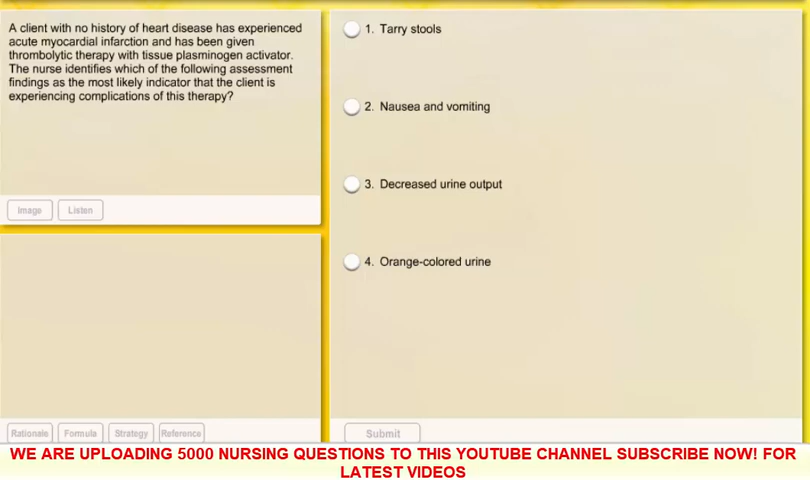 A client with no history of heart disease has experienced
acute myocardial infarction and has been given
thrombolytic therapy with tissue plasminogen activator.
The nurse identifies which of the following assessment
findings as the most likely indicator that the client is
experiencing complications of this therapy?
Image
Listen
1. Tarry stools
2. Nausea and vomiting
3. Decreased urine output
4. Orange-colored urine
Rationale
Formula
Strategy
Reference
Submit
WE ARE UPLOADING 5000 NURSING QUESTIONS TO THIS YOUTUBE CHANNEL SUBSCRIBE NOW! FOR
LATEST VIDEOS